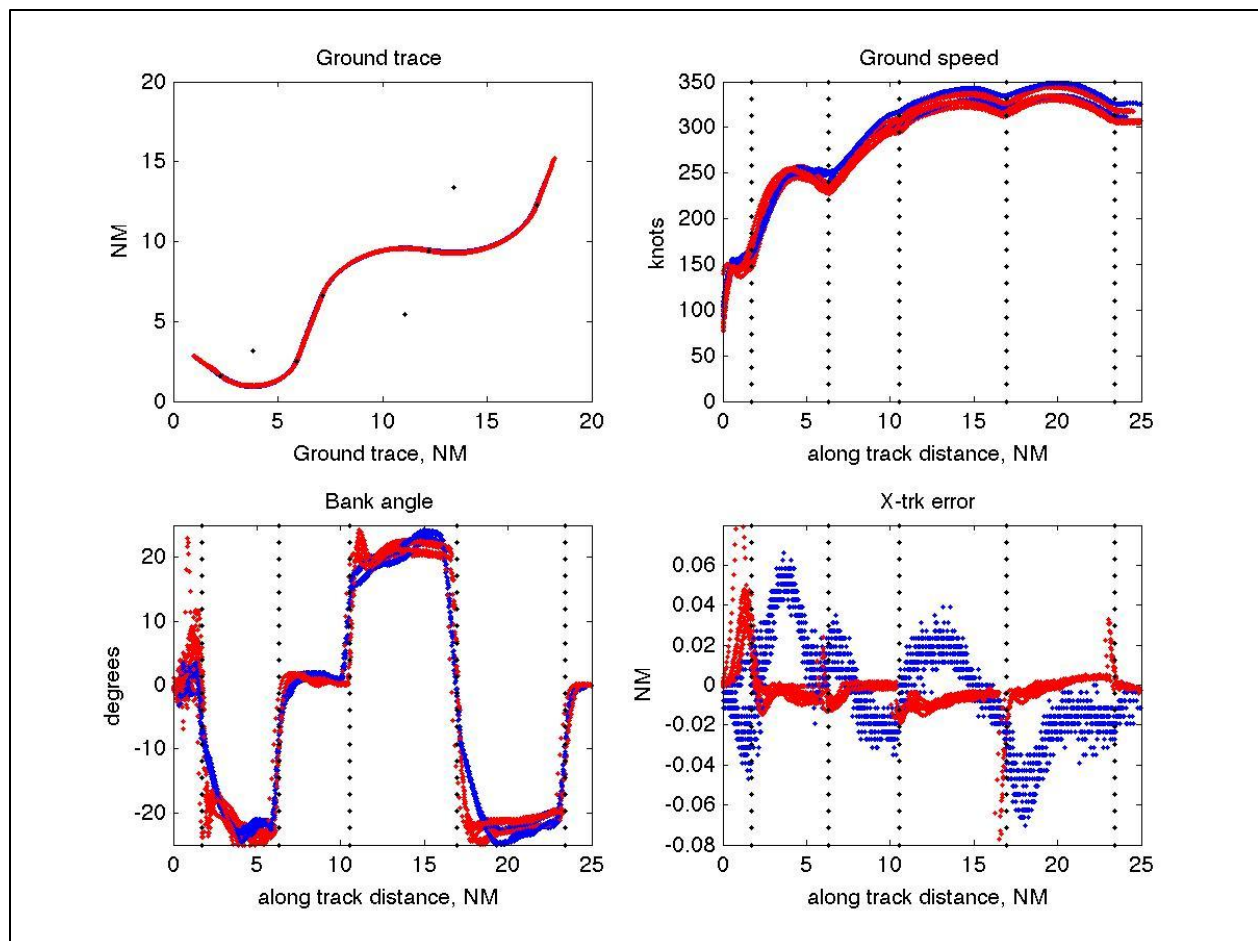 Ground trace
20
15
10
5
0
NM
0 5 10 15 20
Ground trace, NM
Ground speed
350
300
250
200
150
100
50
0
knots
0 5 10 15 20 25
along track distance, NM
Bank angle
20
10
0
-10
-20
degrees
0 5 10 15 20 25
along track distance, NM
X-trk error
0.06
0.04
0.02
0
-0.02
-0.04
-0.06
-0.08
NM
0 5 10 15 20 25
along track distance, NM